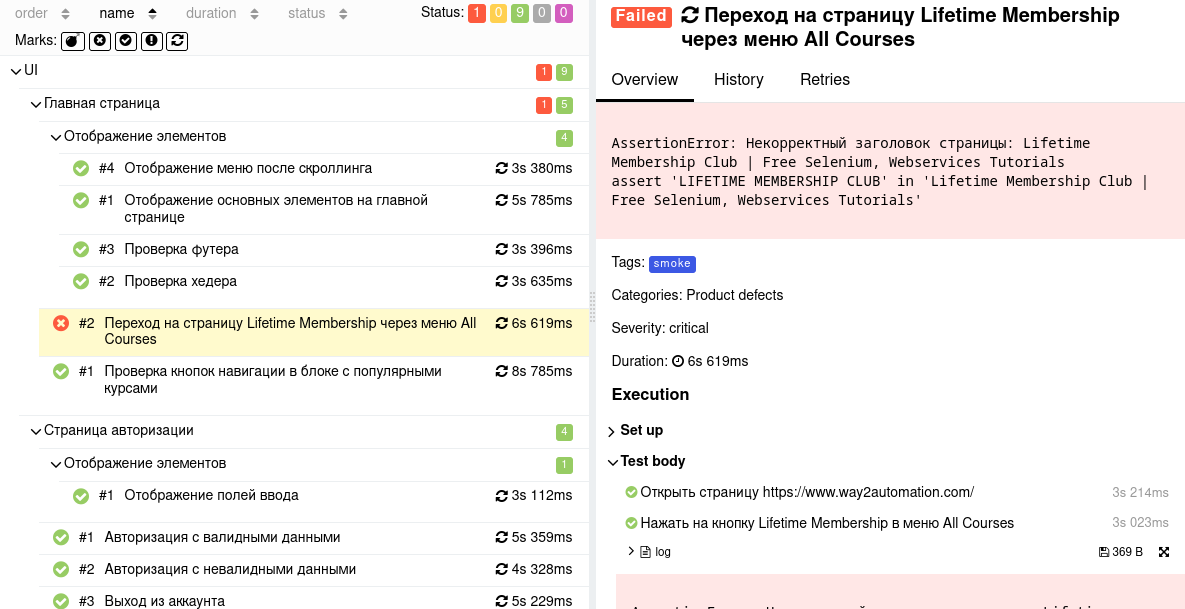 order name duration status Status: 1 0 9 0 0
Marks:
UI 1 9
Главная страница 1 5
Отображение элементов 4
#4 Отображение меню после скроллинга 3s 380ms
#1 Отображение основных элементов на главной 5s 785ms
странице
#3 Проверка футера 3s 396ms
#2 Проверка хедера 3s 635ms
#2 Переход на страницу Lifetime Membership через меню All 6s 619ms
Courses
#1 Проверка кнопок навигации в блоке с популярными 8s 785ms
курсами
Страница авторизации 4
Отображение элементов 1
#1 Отображение полей ввода 3s 112ms
#1 Авторизация с валидными данными 5s 359ms
#2 Авторизация с невалидными данными 4s 328ms
#3 Выход из аккаунта 5s 229ms
Failed Переход на страницу Lifetime Membership
через меню All Courses
Overview History Retries
AssertionError: Некорректный заголовок страницы: Lifetime
Membership Club | Free Selenium, Webservices Tutorials
assert 'LIFETIME MEMBERSHIP CLUB' in 'Lifetime Membership Club |
Free Selenium, Webservices Tutorials'
Tags: smoke
Categories: Product defects
Severity: critical
Duration: 6s 619ms
Execution
Set up
Test body
Открыть страницу https://www.way2automation.com/ 3s 214ms
Нажать на кнопку Lifetime Membership в меню All Courses 3s 023ms
log 369 B